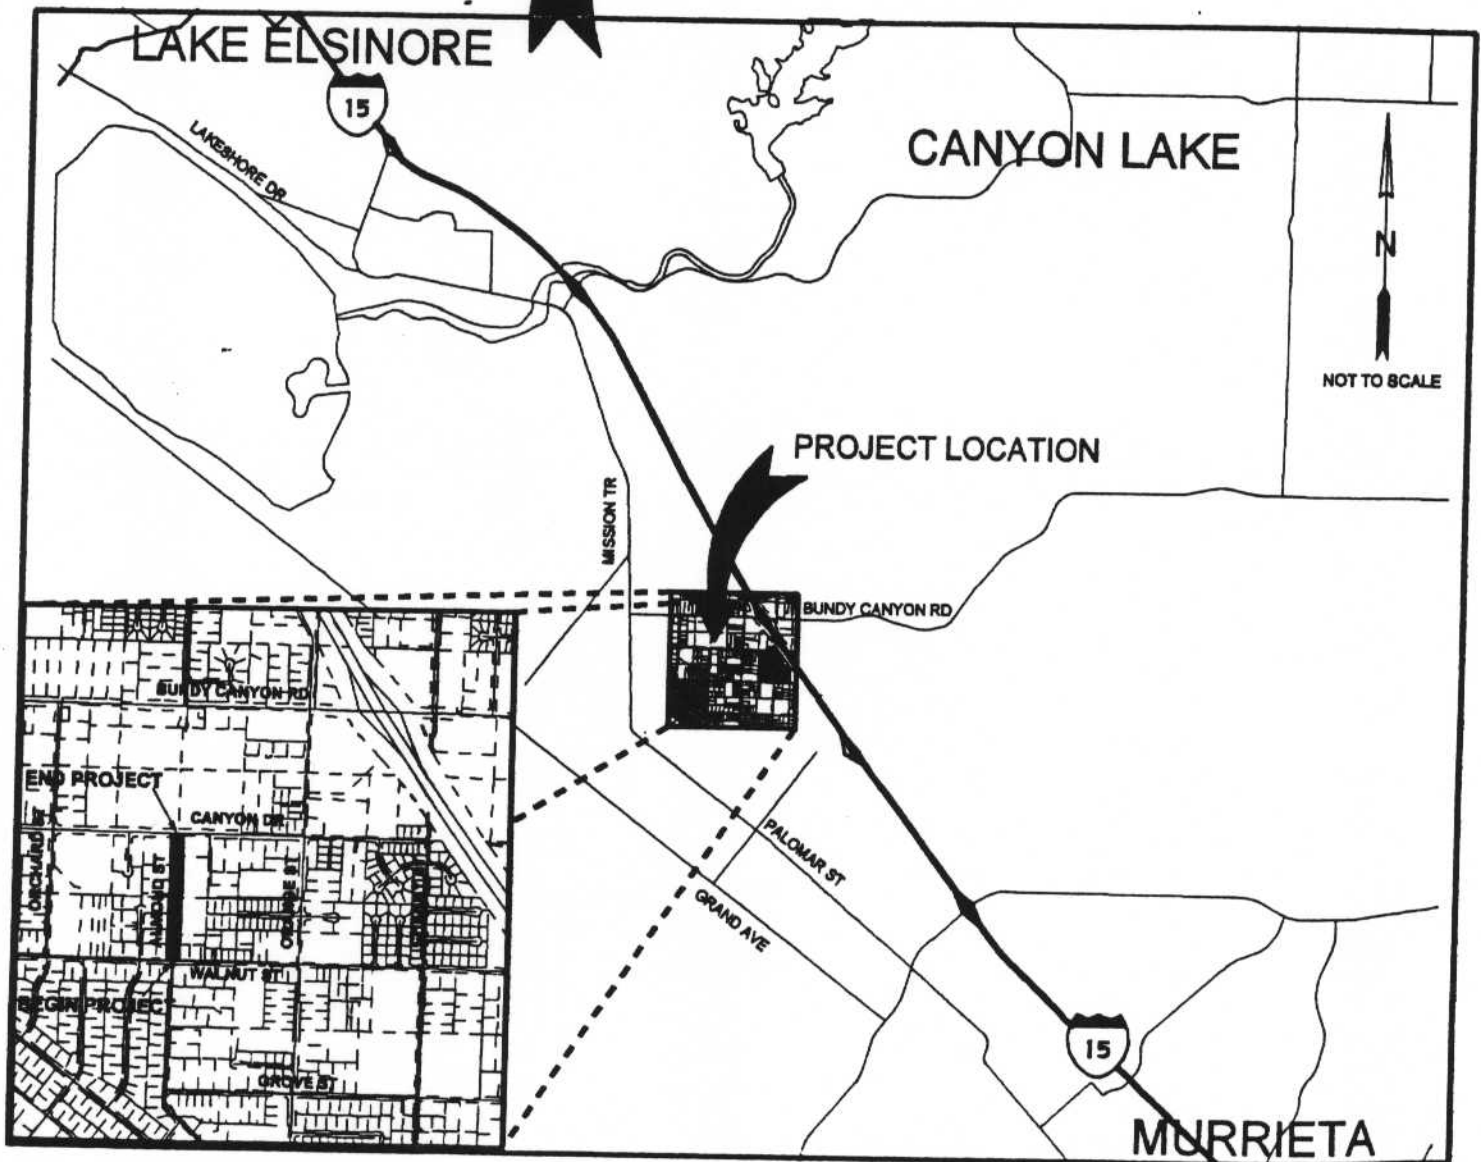 LAKE ELSINORE
15
LAKESHORE DR
CANYON LAKE
N
NOT TO SCALE
PROJECT LOCATION
MISSION TR
BUNDY CANYON RD
BUNDY CANYON RD
END PROJECT
CANYON DR
ORCHARD ST
ALMOND ST
ORANGE ST
WALNUT ST
BEGIN PROJECT
GROVE ST
PALOMAR ST
GRAND AVE
15
MURRIETA